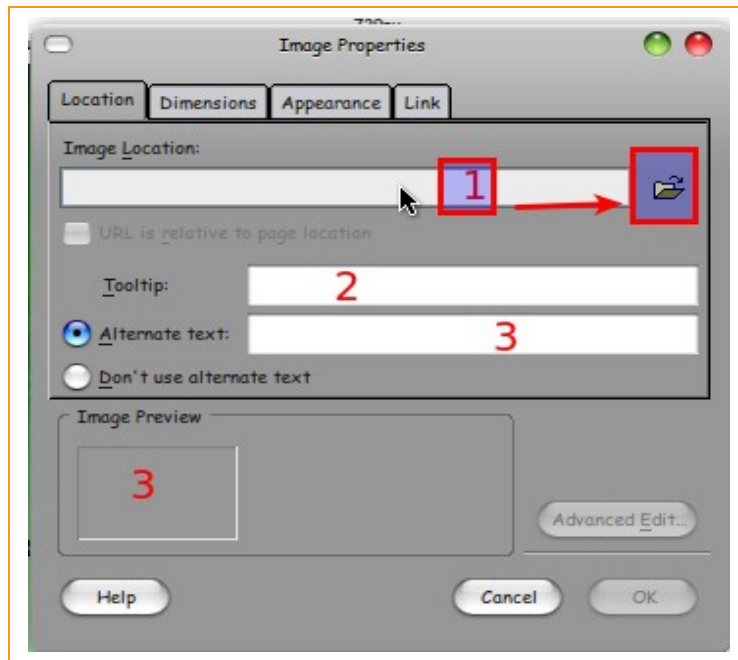 Image Properties
Location Dimensions Appearance Link
Image Location:
1
URL is relative to page location
Tooltip: 2
Alternate text: 3
Don't use alternate text
Image Preview
3
Advanced Edit...
Help Cancel OK